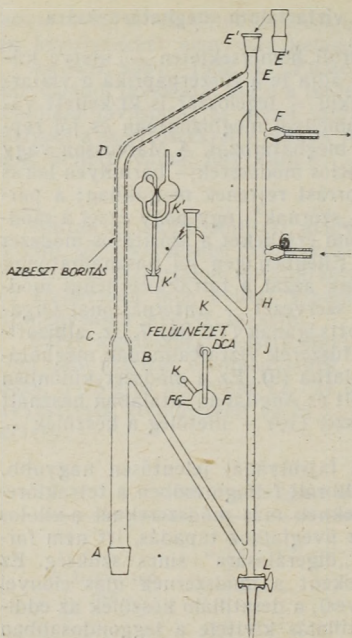 E'
E'
E
F
D
K'
G
AZBESZT BORITÁS
K'
K
H
C
FELÜLNÉZET
J
DCA
B
K
FG
F
A
L